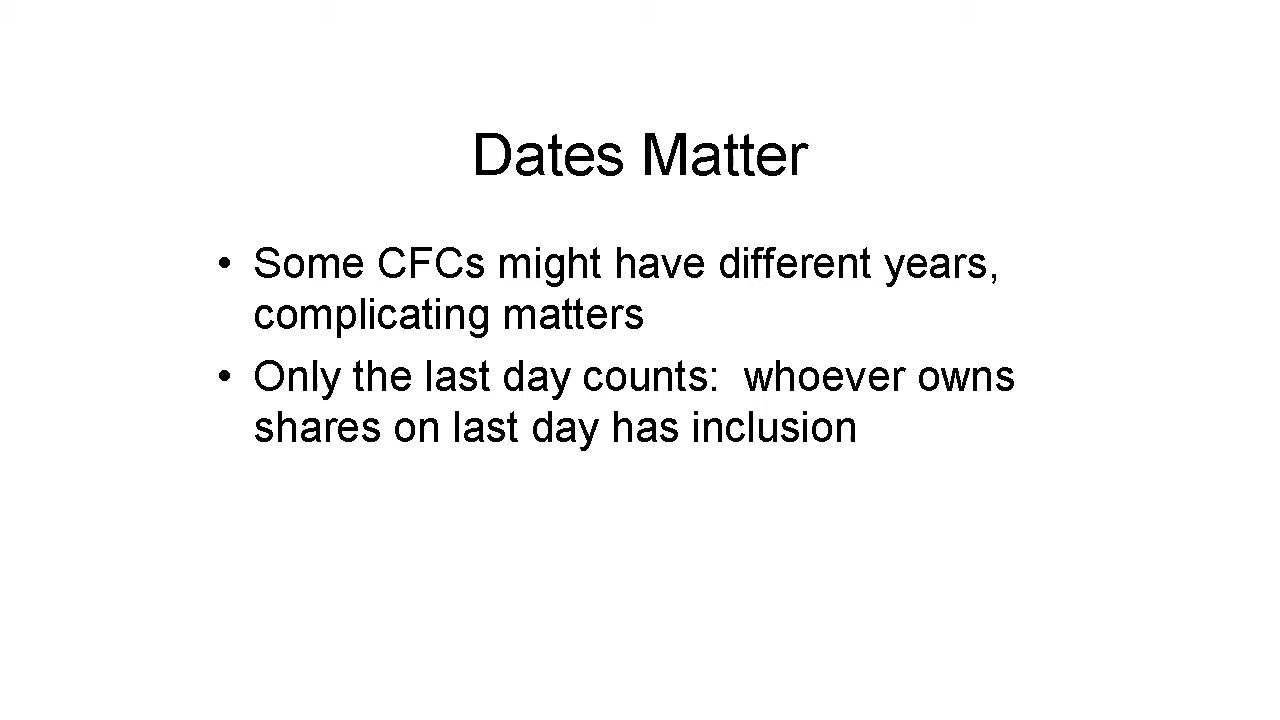 Dates Matter
• Some CFCs might have different years,
complicating matters
• Only the last day counts:  whoever owns
shares on last day has inclusion